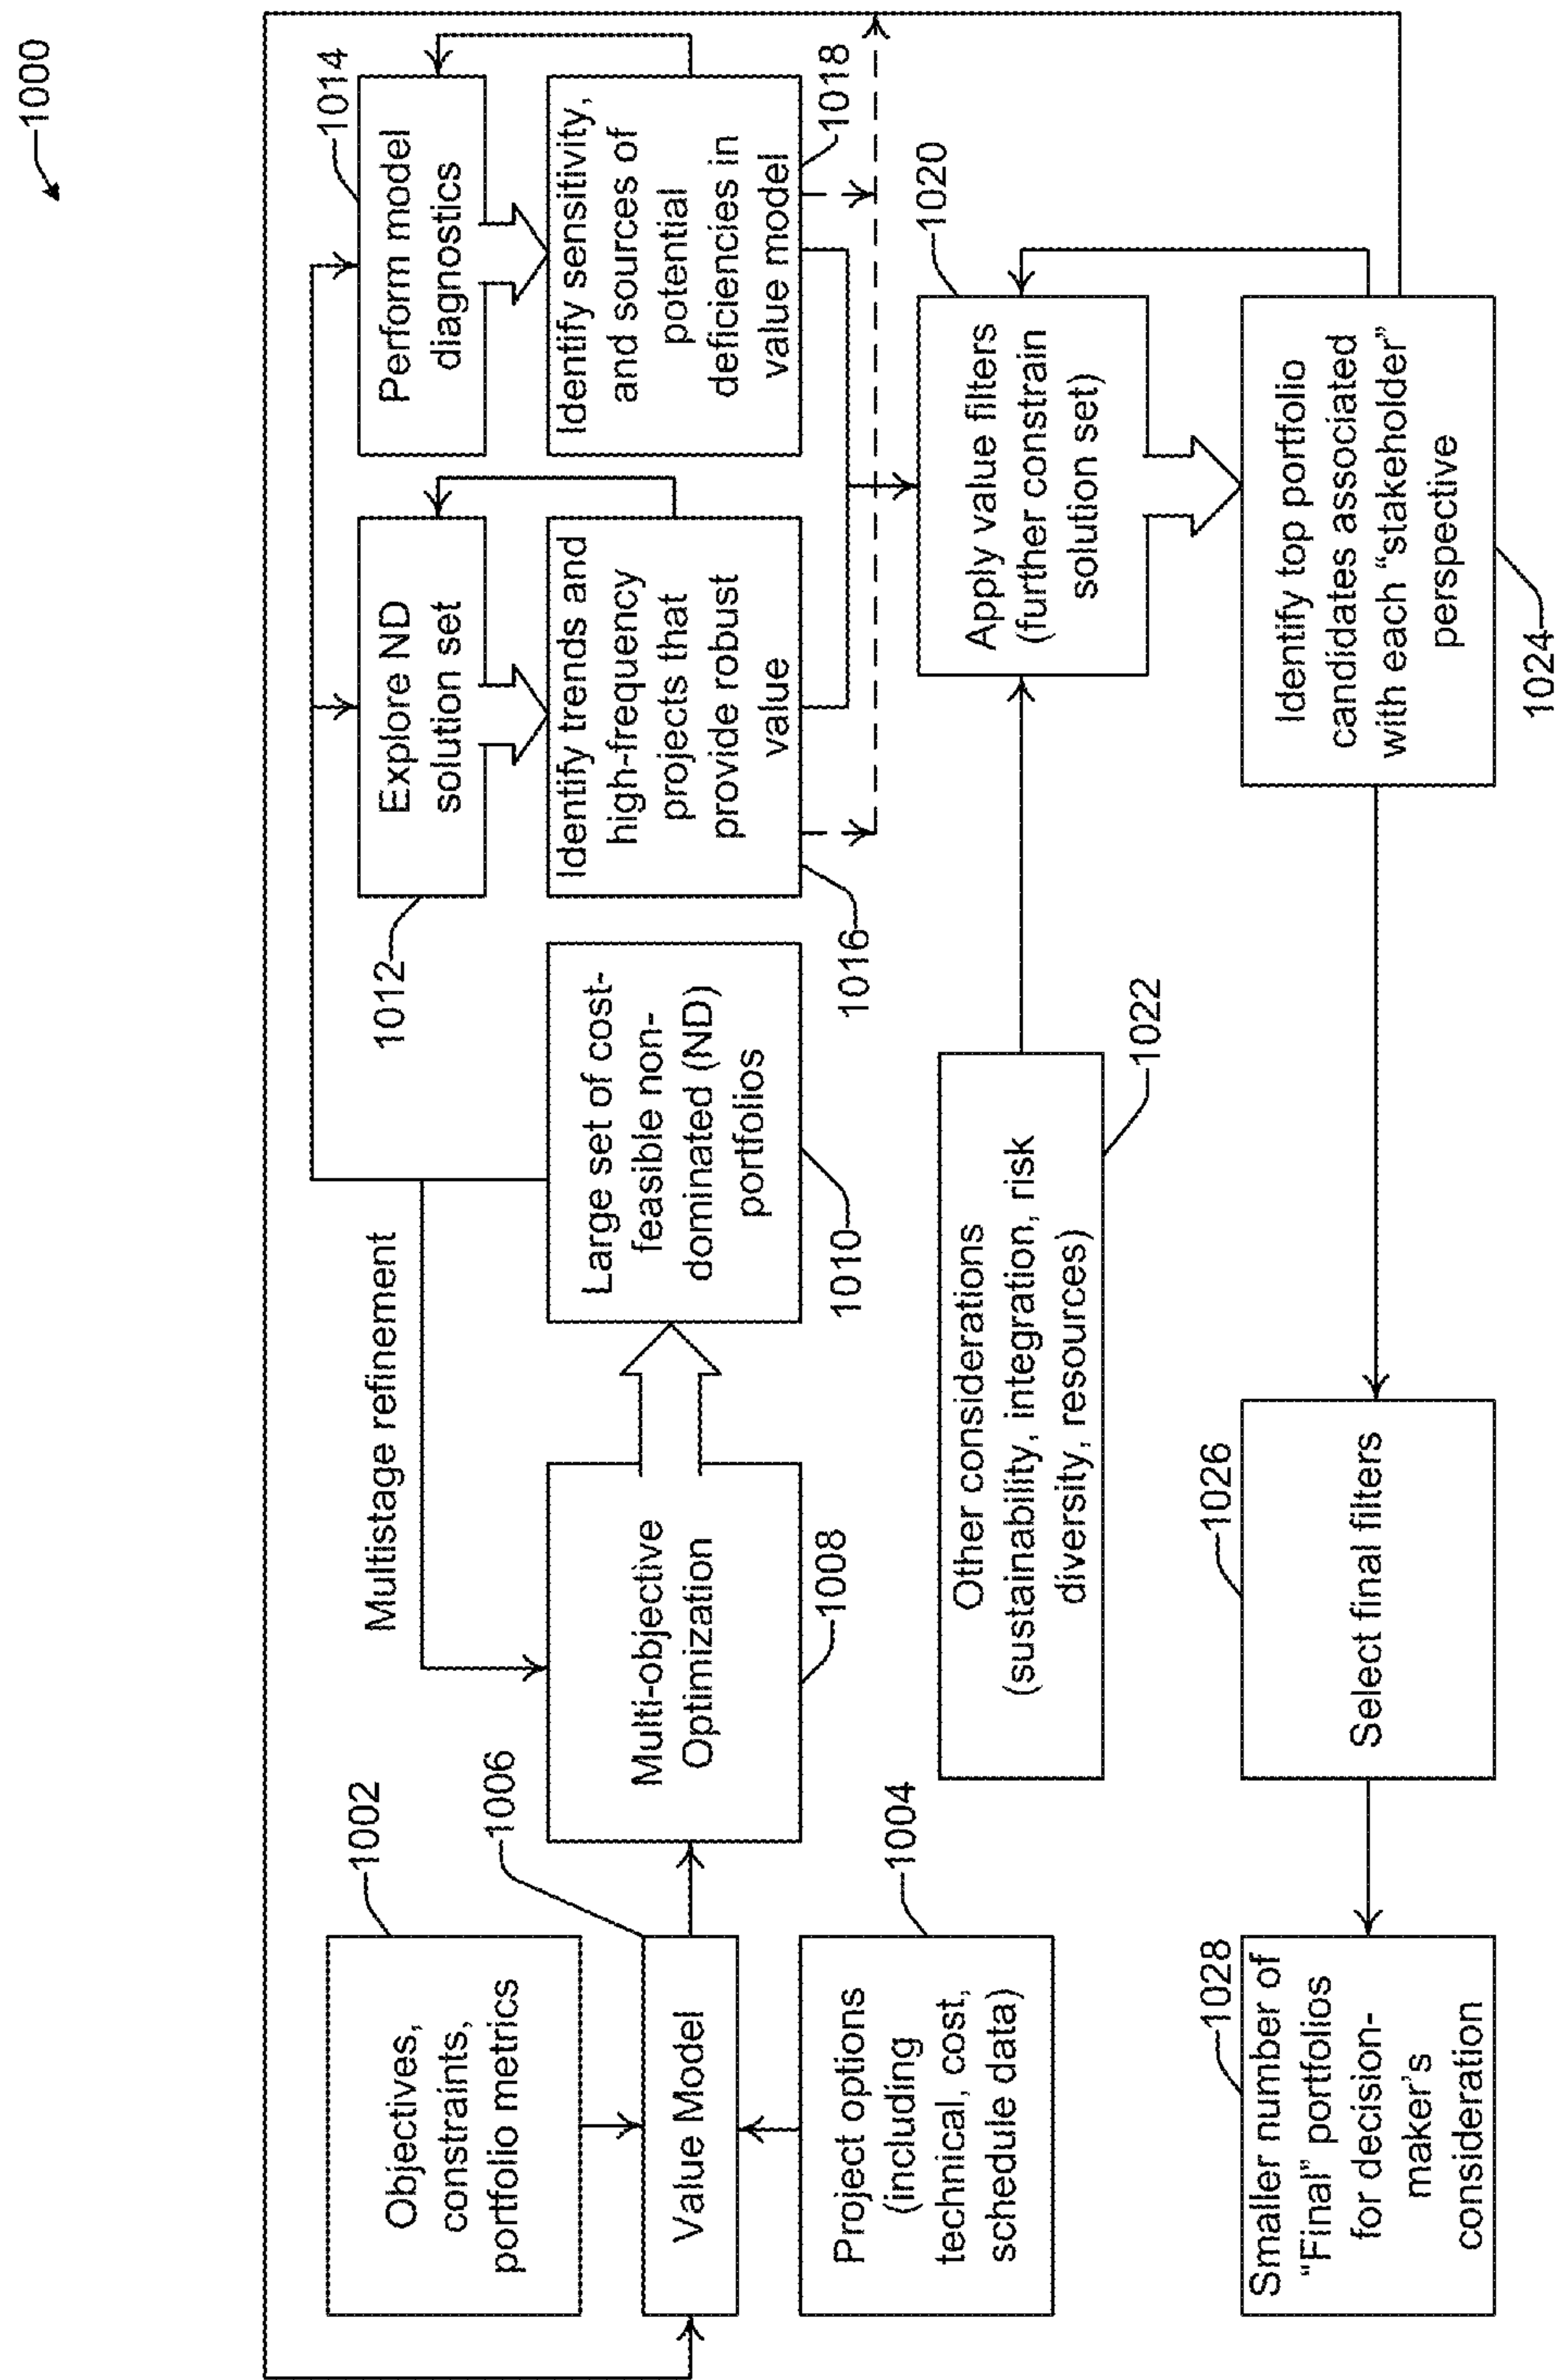 1000
Objectives,
constraints,
portfolio metrics
1002
Value Model
1006
Project options
(including
technical, cost,
schedule data)
1004
Multistage refinement
Multi-objective
Optimization
1008
Large set of cost-
feasible non-
dominated (ND)
portfolios
1010
Explore ND
solution set
1012
Identify trends and
high-frequency
projects that
provide robust
value
1016
Perform model
diagnostics
1014
Identify sensitivity,
and sources of
potential
deficiencies in
value model
1018
Other considerations
(sustainability, integration, risk
diversity, resources)
1022
Apply value filters
(further constrain
solution set)
1020
Identify top portfolio
candidates associated
with each “stakeholder”
perspective
1024
Select final filters
1026
Smaller number of
“Final” portfolios
for decision-
maker’s
consideration
1028